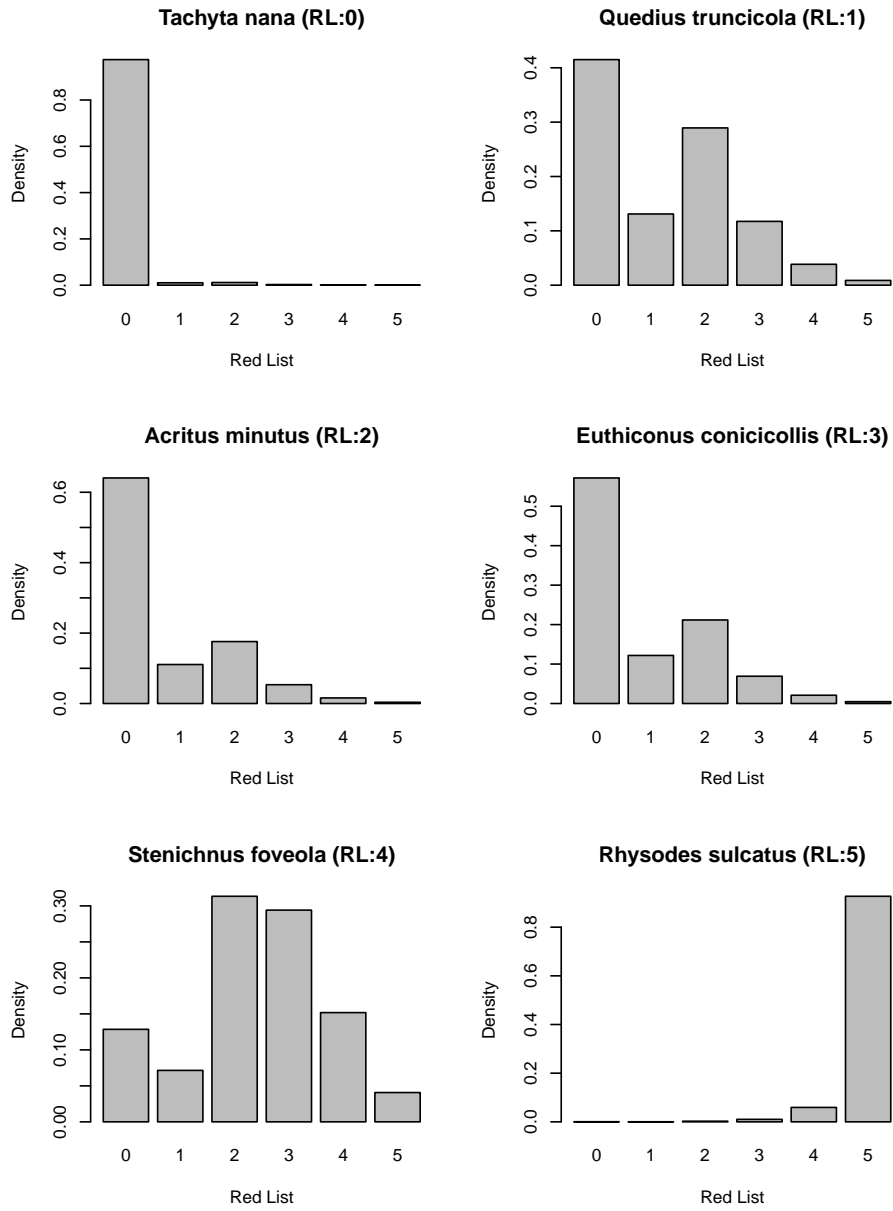 Tachyta nana (RL:0)
Density
0.0 0.2 0.4 0.6 0.8
0 1 2 3 4 5
Red List
Quedius truncicola (RL:1)
Density
0.0 0.1 0.2 0.3 0.4
0 1 2 3 4 5
Red List
Acritus minutus (RL:2)
Density
0.0 0.2 0.4 0.6
0 1 2 3 4 5
Red List
Euthiconus conicicollis (RL:3)
Density
0.0 0.1 0.2 0.3 0.4 0.5
0 1 2 3 4 5
Red List
Stenichnus foveola (RL:4)
Density
0.00 0.10 0.20 0.30
0 1 2 3 4 5
Red List
Rhysodes sulcatus (RL:5)
Density
0.0 0.2 0.4 0.6 0.8
0 1 2 3 4 5
Red List